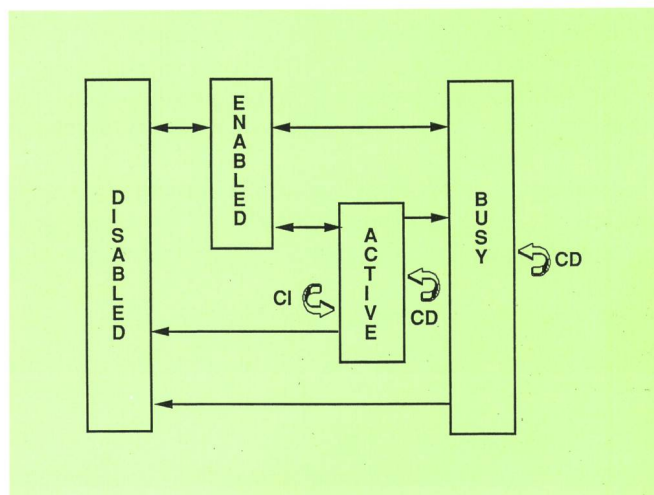 DISABLED
ENABLED
ACTIVE
BUSY
CI
CD
CD